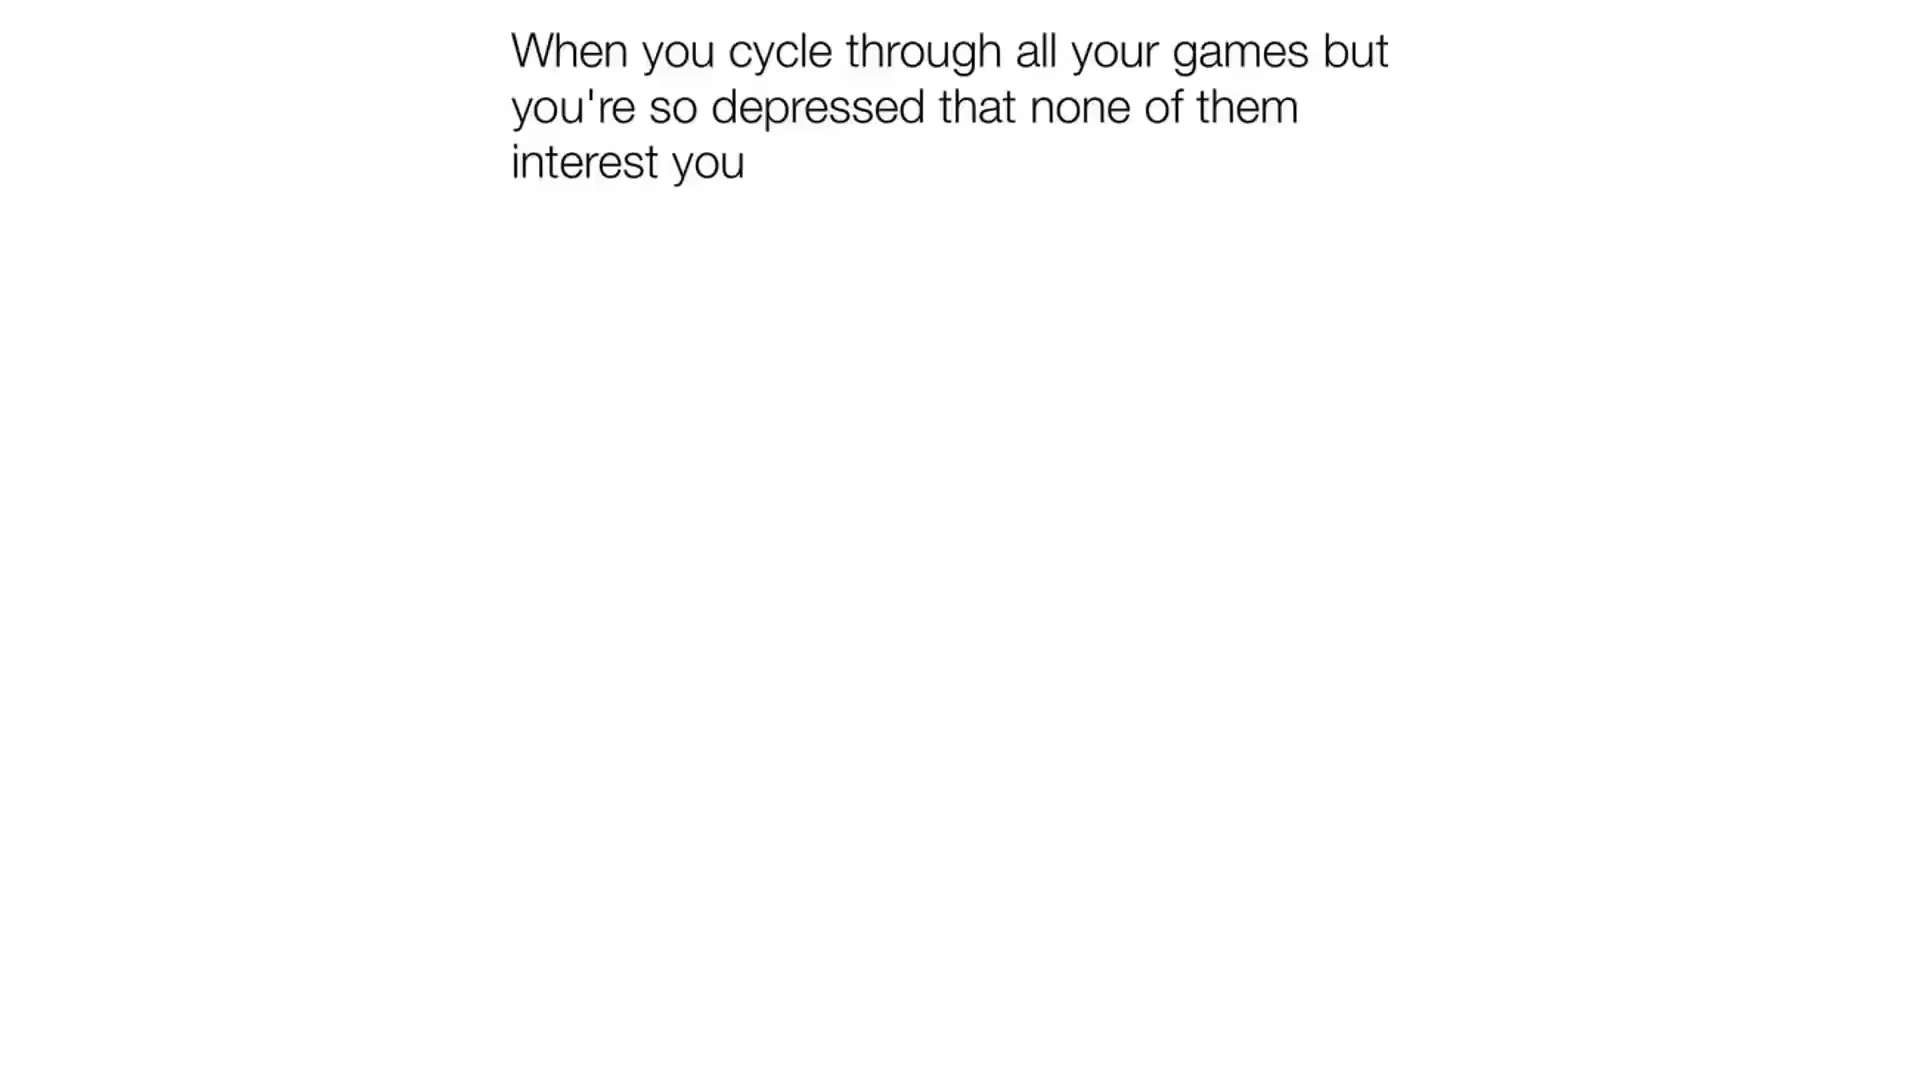 When you cycle through all your games but
you're so depressed that none of them
interest you